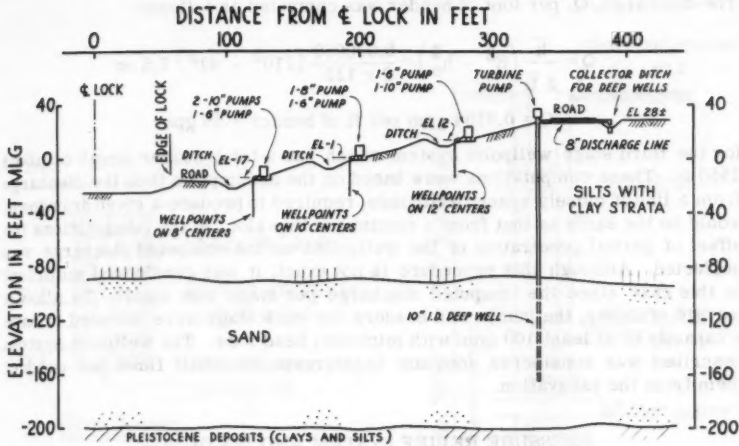 DISTANCE FROM ℄ LOCK IN FEET
0 100 200 300 400
℄ LOCK
EDGE OF LOCK
2-10" PUMPS
1-8" PUMP
1-8" PUMP
1-6" PUMP
1-6" PUMP
1-10" PUMP
TURBINE
PUMP
COLLECTOR DITCH
FOR DEEP WELLS
EL 28±
ROAD
8" DISCHARGE LINE
DITCH
EL-17
ROAD
DITCH
EL-1
DITCH
EL 12
WELLPOINTS
ON 8' CENTERS
WELLPOINTS
ON 10' CENTERS
WELLPOINTS
ON 12' CENTERS
SILTS WITH
CLAY STRATA
10" I.D. DEEP WELL
SAND
PLEISTOCENE DEPOSITS (CLAYS AND SILTS)
ELEVATION IN FEET MLG
40
0
-40
-80
-120
-160
-200
40
0
-40
-80
-120
-160
-200